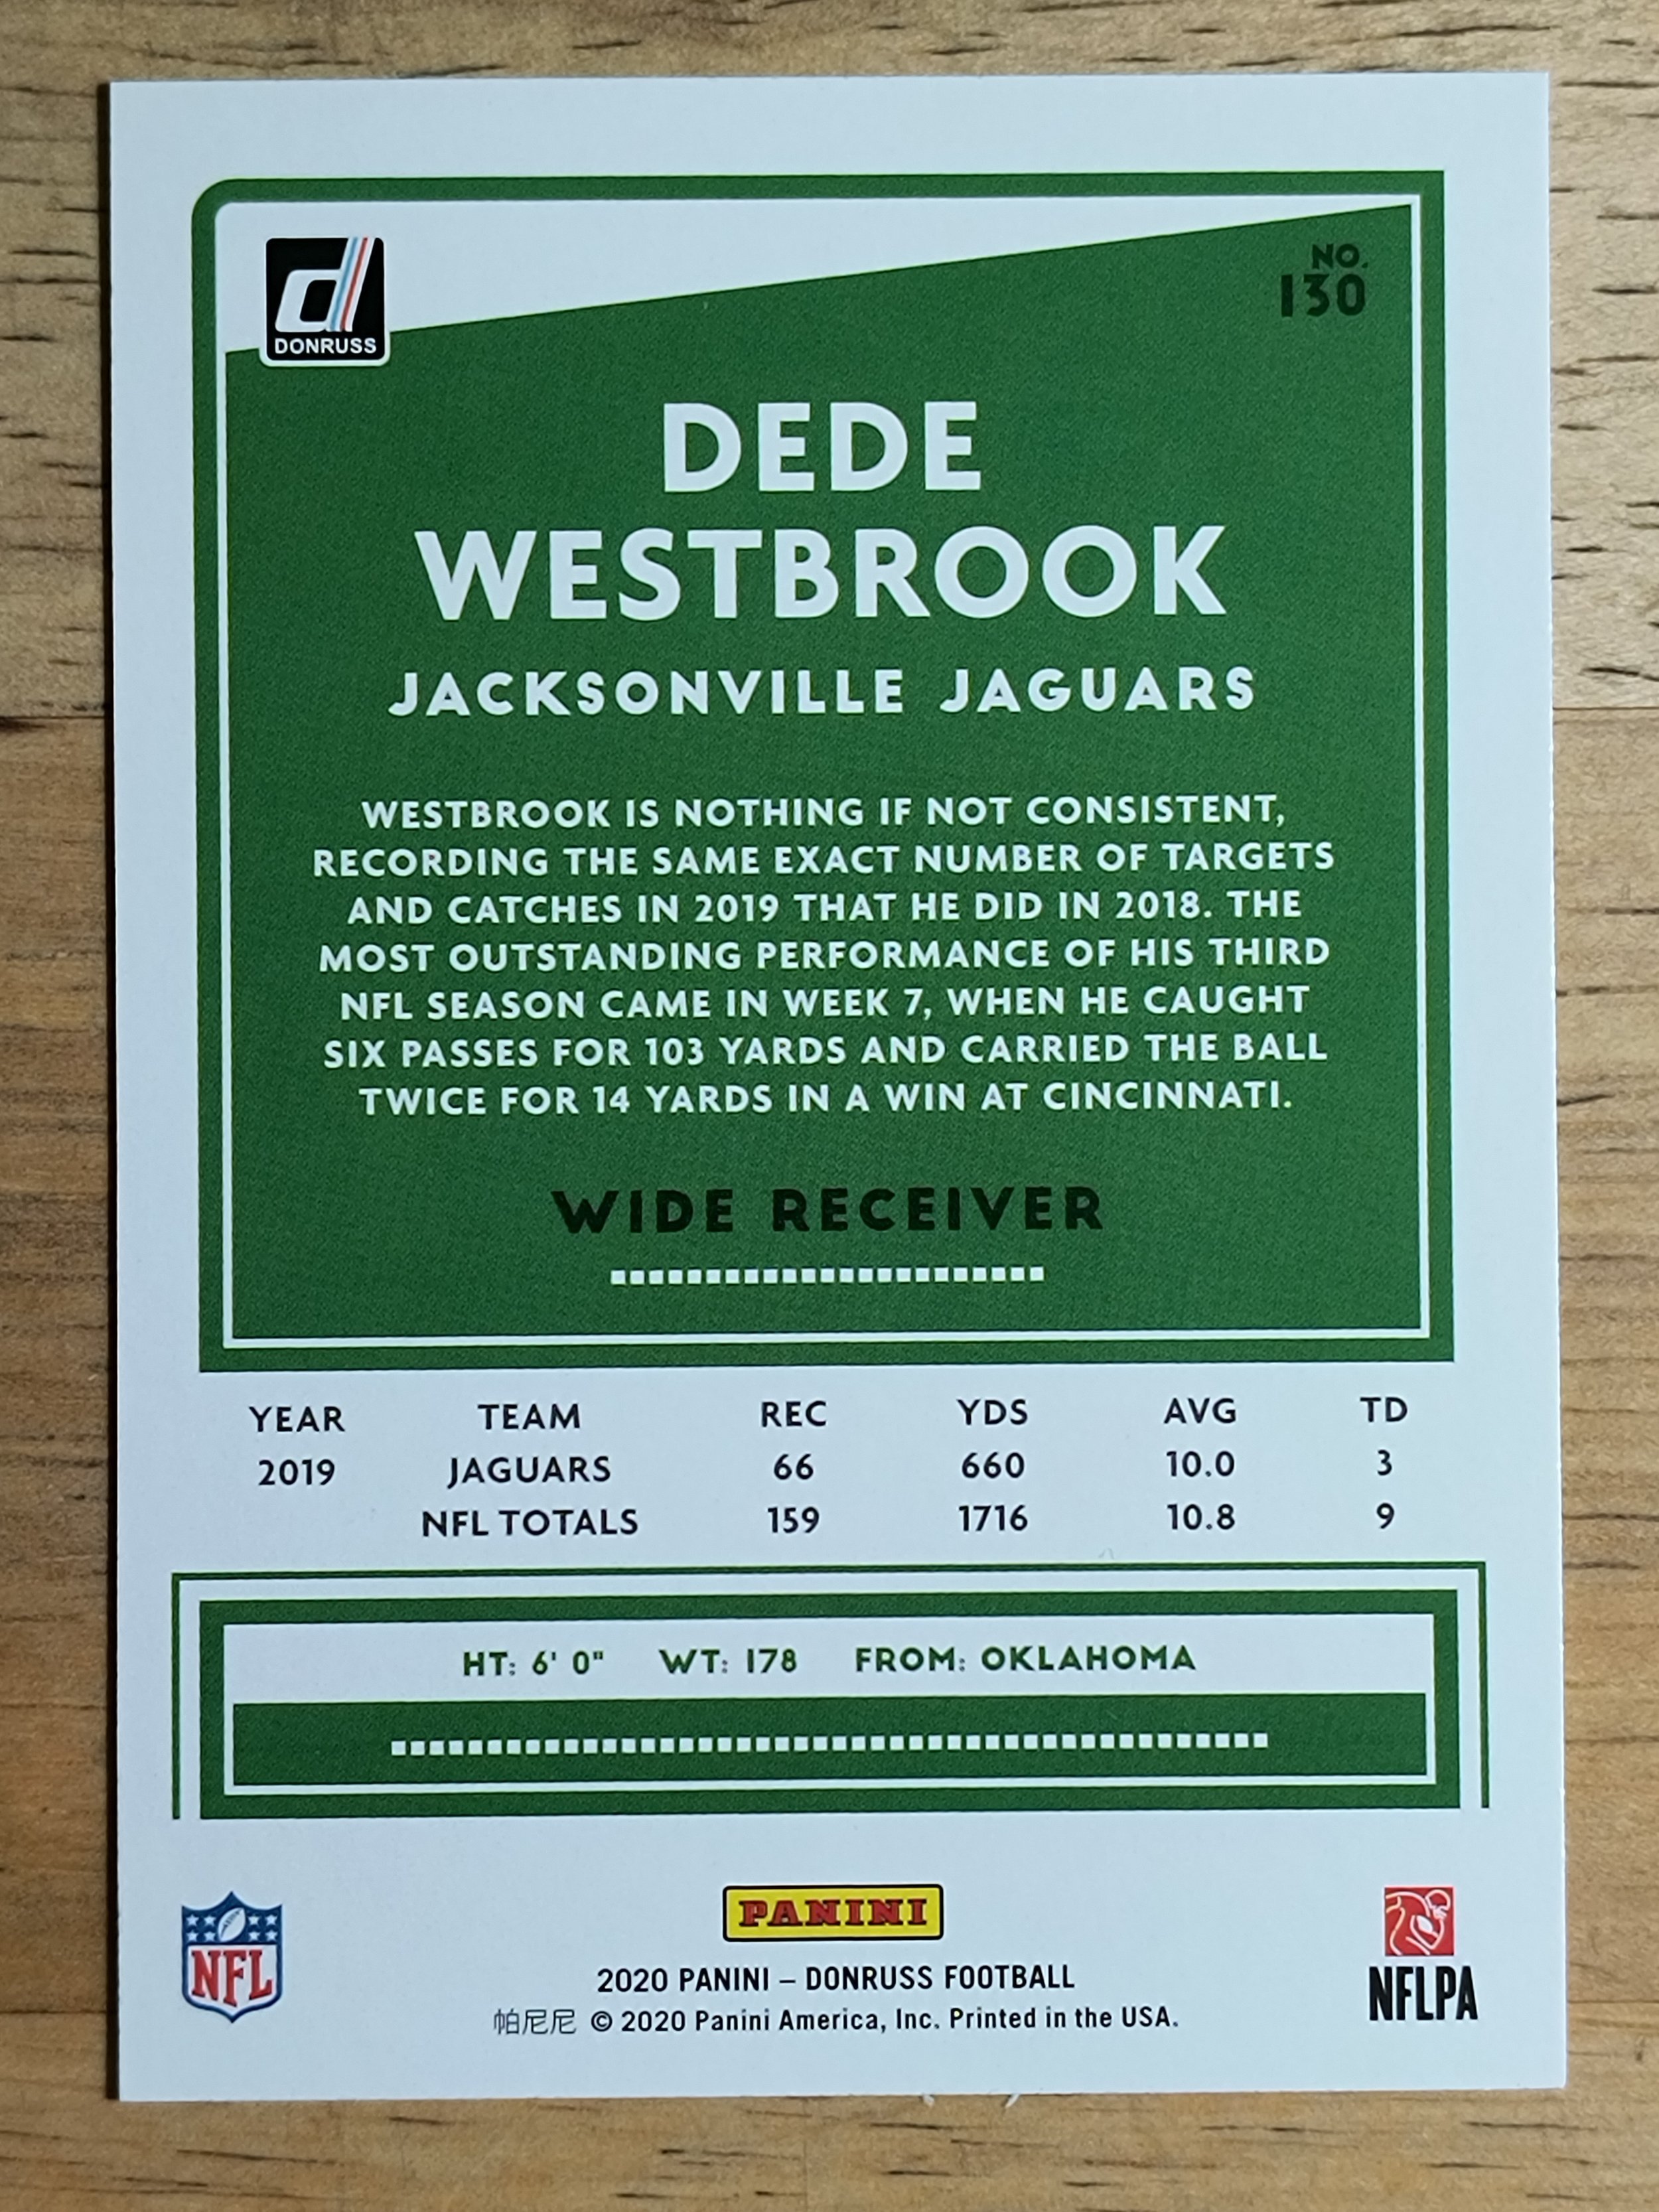 DONRUSS
NO.
130
DEDE
WESTBROOK
JACKSONVILLE JAGUARS
WESTBROOK IS NOTHING IF NOT CONSISTENT,
RECORDING THE SAME EXACT NUMBER OF TARGETS
AND CATCHES IN 2019 THAT HE DID IN 2018. THE
MOST OUTSTANDING PERFORMANCE OF HIS THIRD
NFL SEASON CAME IN WEEK 7, WHEN HE CAUGHT
SIX PASSES FOR 103 YARDS AND CARRIED THE BALL
TWICE FOR 14 YARDS IN A WIN AT CINCINNATI.
WIDE RECEIVER
YEAR TEAM REC YDS AVG TD
2019 JAGUARS 66 660 10.0 3
NFL TOTALS 159 1716 10.8 9
HT: 6' 0" WT: 178 FROM: OKLAHOMA
NFL
PANINI
2020 PANINI – DONRUSS FOOTBALL
帕尼尼 © 2020 Panini America, Inc. Printed in the USA.
NFLPA